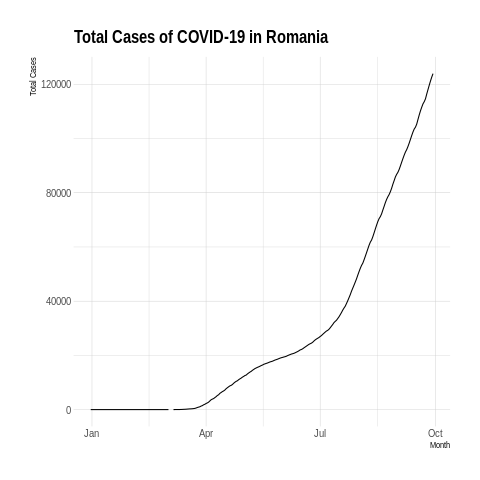 Total Cases of COVID-19 in Romania
Total Cases
120000
80000
40000
0
Jan Apr Jul Oct
Month